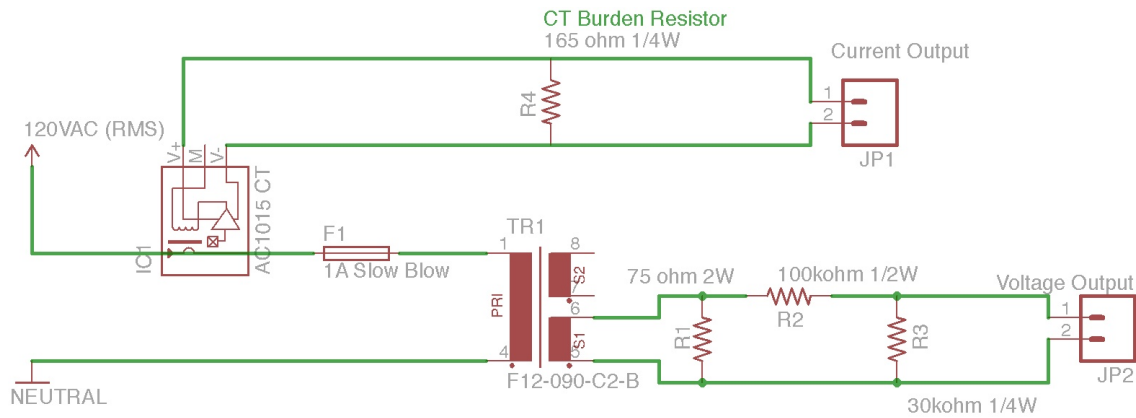 CT Burden Resistor
165 ohm 1/4W
Current Output
R4
1
2
JP1
120VAC (RMS)
V+
M
V-
IC1
AC1015 CT
F1
1A Slow Blow
TR1
1
8
S2
7
PRI
6
S1
4
5
F12-090-C2-B
75 ohm 2W
100kohm 1/2W
Voltage Output
R1
R2
R3
1
2
JP2
NEUTRAL
30kohm 1/4W